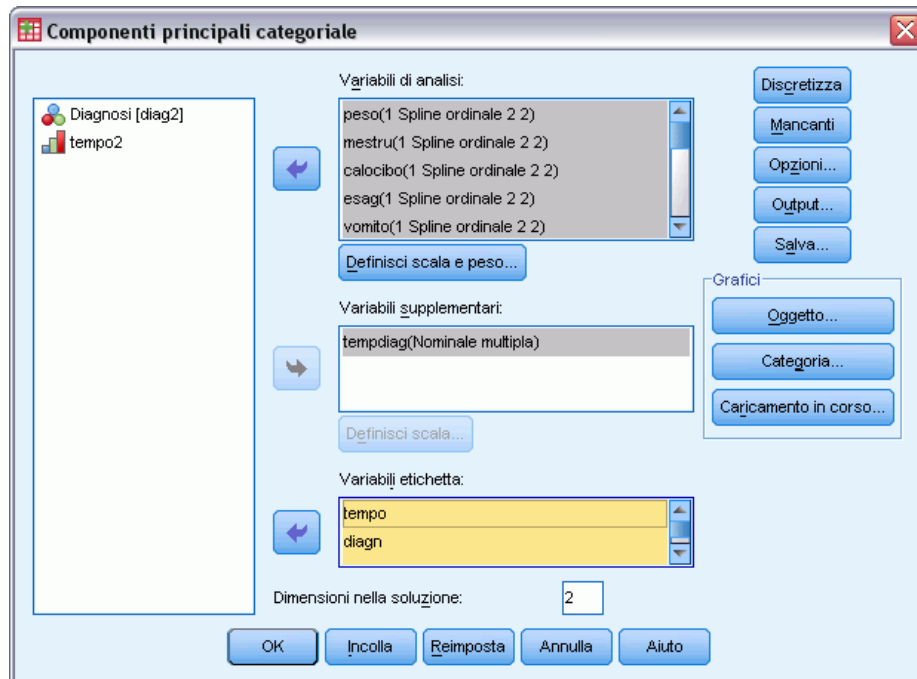 Componenti principali categoriale
Diagnosi [diag2]
tempo2
Variabili di analisi:
peso(1 Spline ordinale 2 2)
mestru(1 Spline ordinale 2 2)
calocibo(1 Spline ordinale 2 2)
esag(1 Spline ordinale 2 2)
vomito(1 Spline ordinale 2 2)
Definisci scala e peso...
Variabili supplementari:
tempdiag(Nominale multipla)
Definisci scala...
Variabili etichetta:
tempo
diagn
Dimensioni nella soluzione:
2
Discretizza
Mancanti
Opzioni...
Output...
Salva...
Grafici
Oggetto...
Categoria...
Caricamento in corso...
OK
Incolla
Reimposta
Annulla
Aiuto